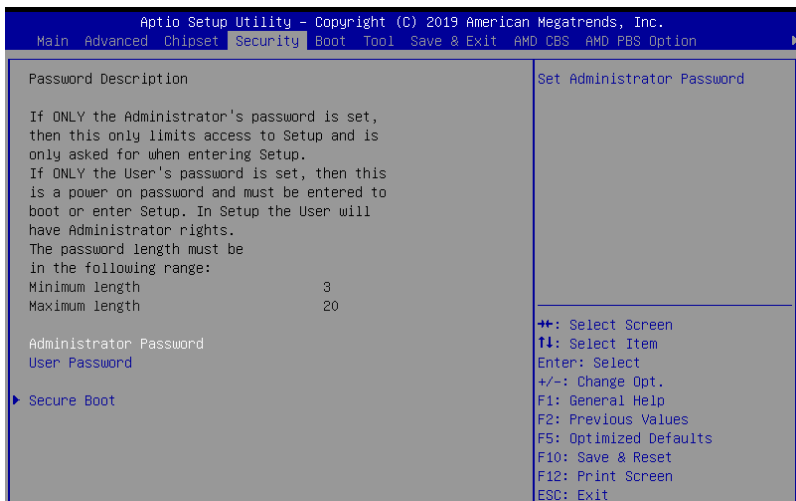 Aptio Setup Utility – Copyright (C) 2019 American Megatrends, Inc.
Main Advanced Chipset Security Boot Tool Save & Exit AMD CBS AMD PBS Option
Password Description
If ONLY the Administrator's password is set,
then this only limits access to Setup and is
only asked for when entering Setup.
If ONLY the User's password is set, then this
is a power on password and must be entered to
boot or enter Setup. In Setup the User will
have Administrator rights.
The password length must be
in the following range:
Minimum length 3
Maximum length 20
Administrator Password
User Password
Secure Boot
Set Administrator Password
→←: Select Screen
↑↓: Select Item
Enter: Select
+/-: Change Opt.
F1: General Help
F2: Previous Values
F5: Optimized Defaults
F10: Save & Reset
F12: Print Screen
ESC: Exit